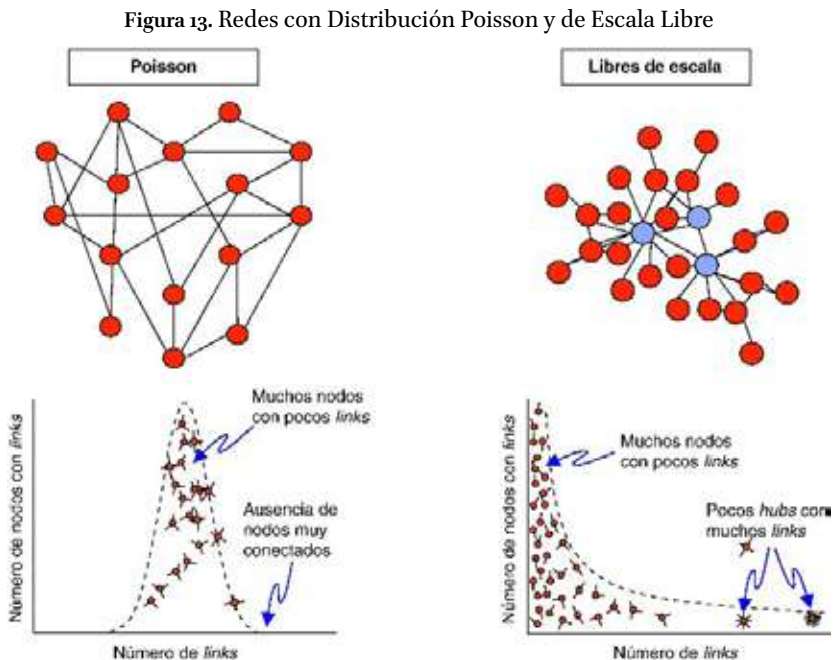 Figura 13. Redes con Distribución Poisson y de Escala Libre
Poisson
Libres de escala
Número de nodos con links
Muchos nodos
con pocos links
Ausencia de
nodos muy
conectados
Número de links
Número de nodos con links
Muchos nodos
con pocos links
Pocos hubs con
muchos links
Número de links